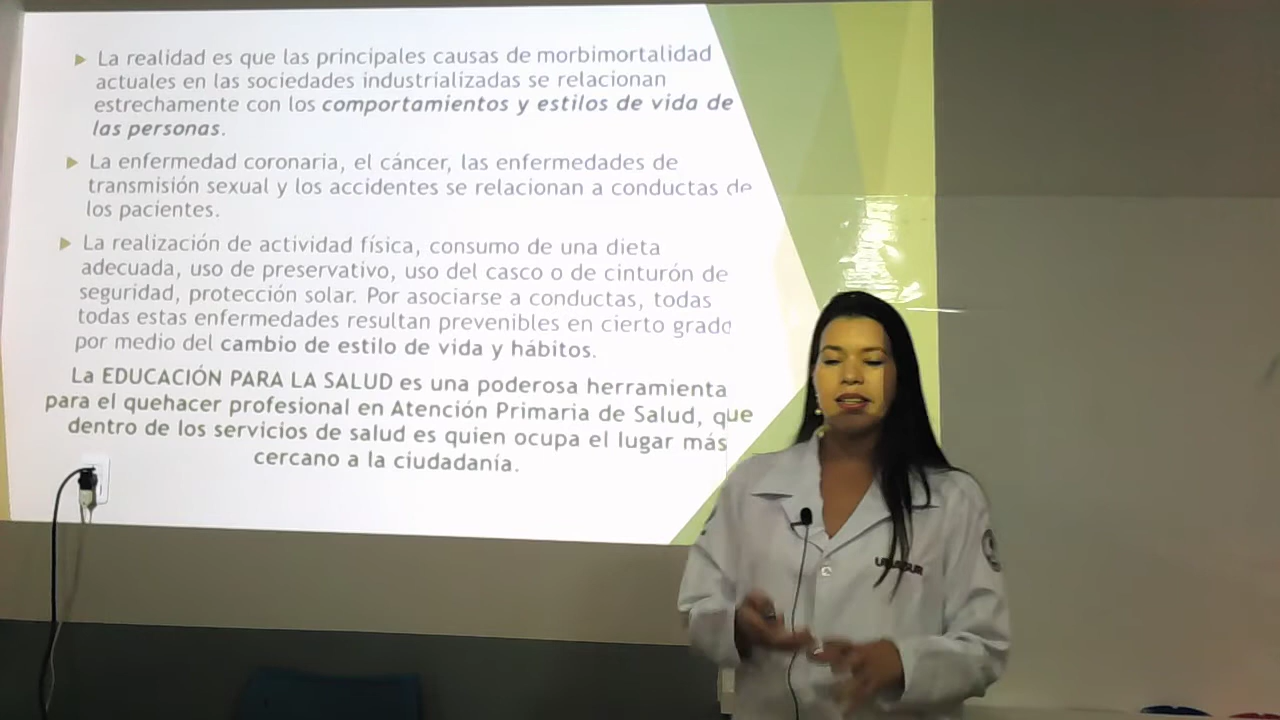 La realidad es que las principales causas de morbimortalidad
actuales en las sociedades industrializadas se relacionan
estrechamente con los comportamientos y estilos de vida de
las personas.
La enfermedad coronaria, el cáncer, las enfermedades de
transmisión sexual y los accidentes se relacionan a conductas de
los pacientes.
La realización de actividad física, consumo de una dieta
adecuada, uso de preservativo, uso del casco o de cinturón de
seguridad, protección solar. Por asociarse a conductas, todas
todas estas enfermedades resultan prevenibles en cierto grado
por medio del cambio de estilo de vida y hábitos.
La EDUCACIÓN PARA LA SALUD es una poderosa herramienta
para el quehacer profesional en Atención Primaria de Salud, que
dentro de los servicios de salud es quien ocupa el lugar más
cercano a la ciudadanía.